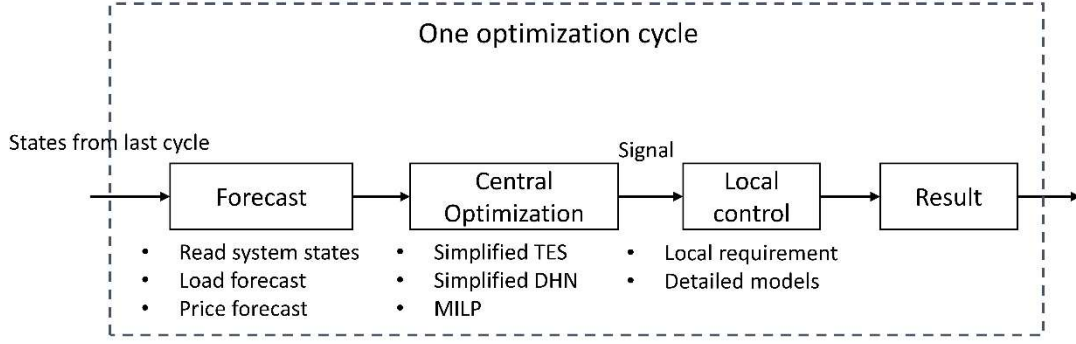 One optimization cycle
States from last cycle
Signal
Forecast
Central
Optimization
Local
control
Result
• Read system states
• Load forecast
• Price forecast
• Simplified TES
• Simplified DHN
• MILP
• Local requirement
• Detailed models